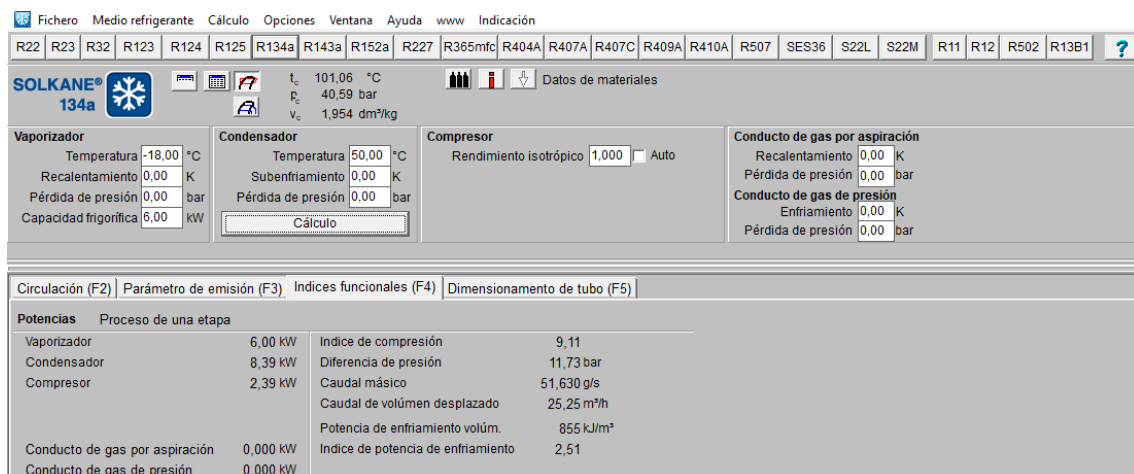 Fichero Medio refrigerante Cálculo Opciones Ventana Ayuda www Indicación
R22 R23 R32 R123 R124 R125 R134a R143a R152a R227 R365mfc R404A R407A R407C R409A R410A R507 SES36 S22L S22M R11 R12 R502 R13B1 ?
SOLKANE®
134a
tc 101,06 °C
pc 40,59 bar
vc 1,954 dm³/kg
Datos de materiales
Vaporizador
Temperatura -18,00 °C
Recalentamiento 0,00 K
Pérdida de presión 0,00 bar
Capacidad frigorífica 6,00 kW
Condensador
Temperatura 50,00 °C
Subenfriamiento 0,00 K
Pérdida de presión 0,00 bar
Cálculo
Compresor
Rendimiento isotrópico 1,000 Auto
Conducto de gas por aspiración
Recalentamiento 0,00 K
Pérdida de presión 0,00 bar
Conducto de gas de presión
Enfriamiento 0,00 K
Pérdida de presión 0,00 bar
Circulación (F2) Parámetro de emisión (F3) Indices funcionales (F4) Dimensionamento de tubo (F5)
Potencias Proceso de una etapa
Vaporizador 6,00 kW
Condensador 8,39 kW
Compresor 2,39 kW
Conducto de gas por aspiración 0,000 kW
Conducto de gas de presión 0,000 kW
Indice de compresión 9,11
Diferencia de presión 11,73 bar
Caudal másico 51,630 g/s
Caudal de volúmen desplazado 25,25 m³/h
Potencia de enfriamiento volúm. 855 kJ/m³
Indice de potencia de enfriamiento 2,51